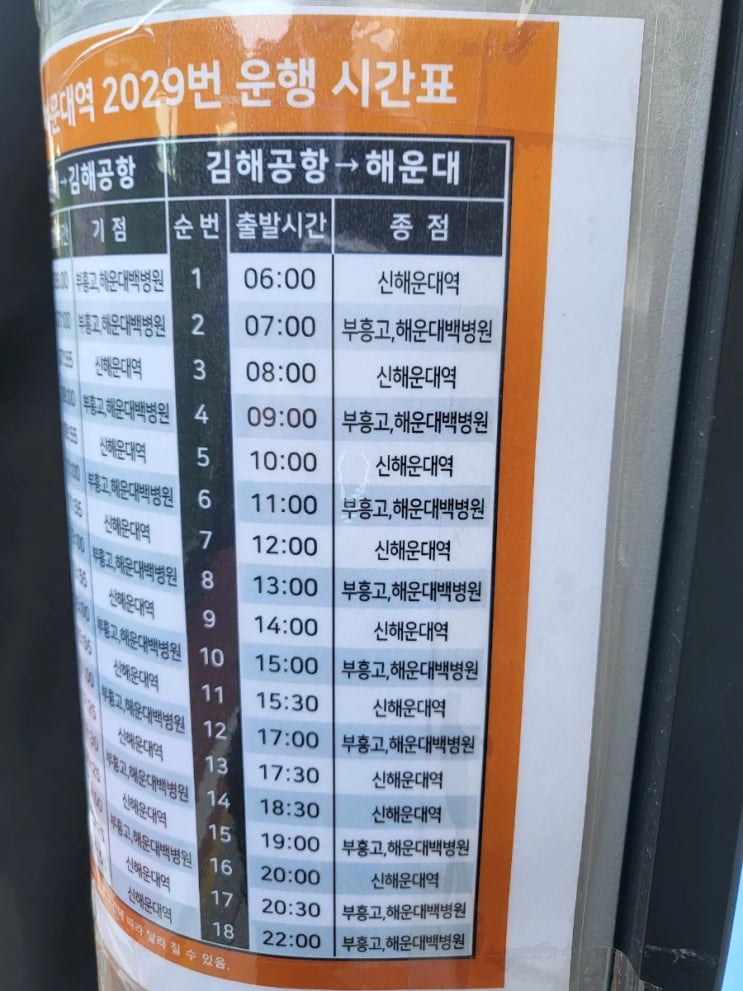 운대역 2029번 운행 시간표
→김해공항 김해공항→해운대
기 점 순 번 출발시간 종 점
부흥고,해운대백병원 1 06:00 신해운대역
부흥고,해운대백병원 2 07:00 부흥고,해운대백병원
신해운대역 3 08:00 신해운대역
부흥고,해운대백병원 4 09:00 부흥고,해운대백병원
신해운대역 5 10:00 신해운대역
부흥고,해운대백병원 6 11:00 부흥고,해운대백병원
신해운대역 7 12:00 신해운대역
부흥고,해운대백병원 8 13:00 부흥고,해운대백병원
신해운대역 9 14:00 신해운대역
부흥고,해운대백병원 10 15:00 부흥고,해운대백병원
신해운대역 11 15:30 신해운대역
부흥고,해운대백병원 12 17:00 부흥고,해운대백병원
신해운대역 13 17:30 신해운대역
부흥고,해운대백병원 14 18:30 신해운대역
신해운대역 15 19:00 부흥고,해운대백병원
부흥고,해운대백병원 16 20:00 신해운대역
신해운대역 17 20:30 부흥고,해운대백병원
신해운대역 18 22:00 부흥고,해운대백병원
따라 달라 질 수 있음.